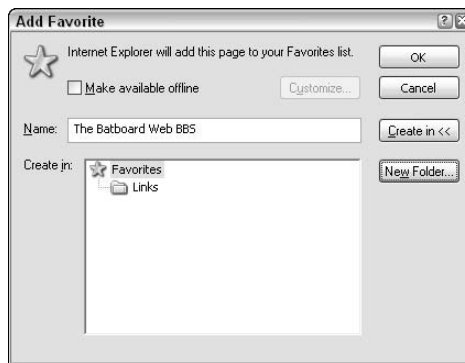 Add Favorite
Internet Explorer will add this page to your Favorites list.
OK
Make available offline
Customize...
Cancel
Name: The Batboard Web BBS
Create in <<
Create in:
Favorites
Links
New Folder...